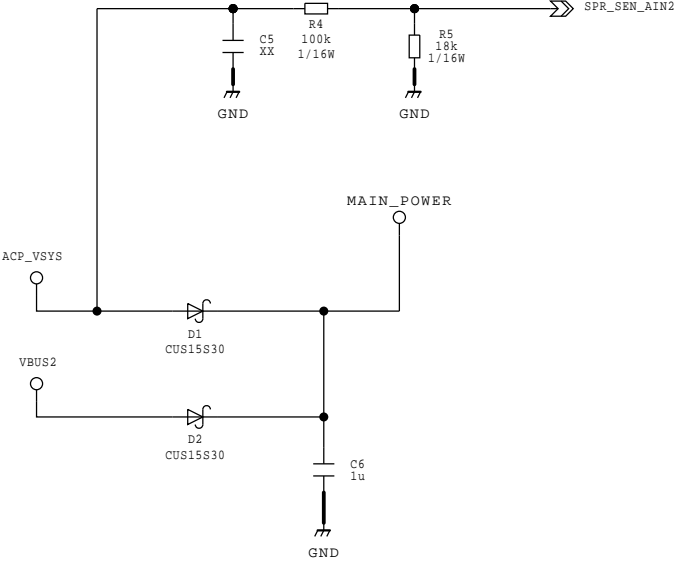 SPR_SEN_AIN2
R4
100k
1/16W
C5
XX
R5
18k
1/16W
GND
GND
MAIN_POWER
ACP_VSYS
D1
CUS15S30
VBUS2
D2
CUS15S30
C6
1u
GND